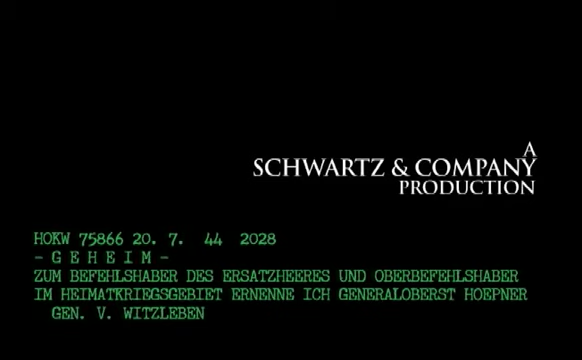 A
SCHWARTZ & COMPANY
PRODUCTION
HOKW 75866 20. 7. 44 2028
- G E H E I M -
ZUM BEFEHLSHABER DES ERSATZHEERES UND OBERBEFEHLSHABER
IM HEIMATKRIEGSGEBIET ERNENNE ICH GENERALOBERST HOEPNER
GEN. V. WITZLEBEN